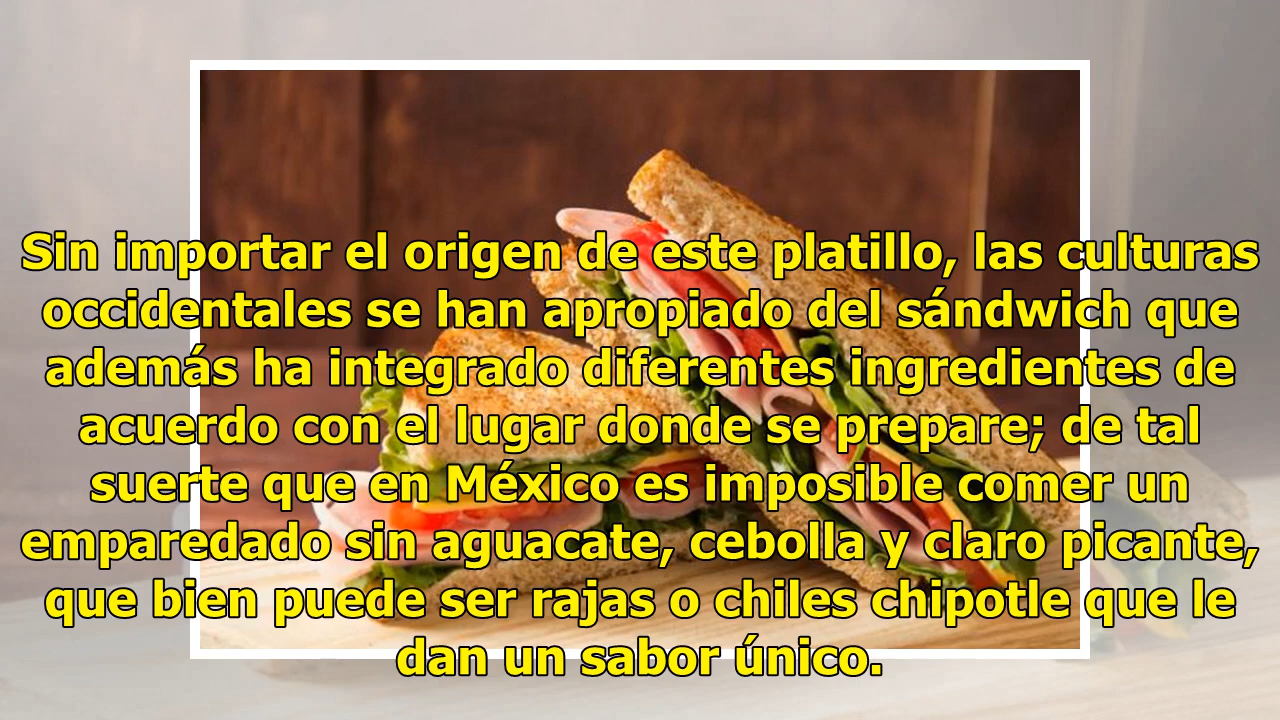 Sin importar el origen de este platillo, las culturas
occidentales se han apropiado del sándwich que
además ha integrado diferentes ingredientes de
acuerdo con el lugar donde se prepare; de tal
suerte que en México es imposible comer un
emparedado sin aguacate, cebolla y claro picante,
que bien puede ser rajas o chiles chipotle que le
dan un sabor único.